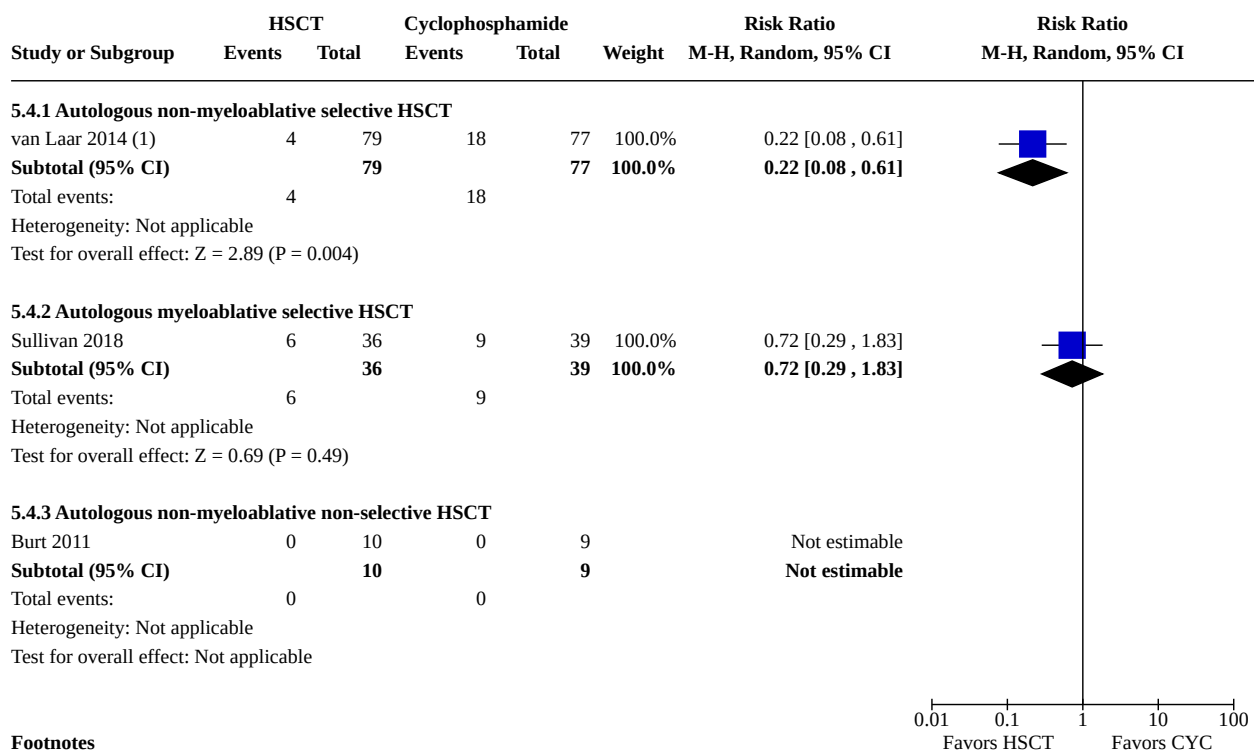 HSCT Cyclophosphamide Risk Ratio Risk Ratio
Study or Subgroup Events Total Events Total Weight M-H, Random, 95% CI M-H, Random, 95% CI
5.4.1 Autologous non-myeloablative selective HSCT
van Laar 2014 (1) 4 79 18 77 100.0% 0.22 [0.08 , 0.61]
Subtotal (95% CI) 79 77 100.0% 0.22 [0.08 , 0.61]
Total events: 4 18
Heterogeneity: Not applicable
Test for overall effect: Z = 2.89 (P = 0.004)
5.4.2 Autologous myeloablative selective HSCT
Sullivan 2018 6 36 9 39 100.0% 0.72 [0.29 , 1.83]
Subtotal (95% CI) 36 39 100.0% 0.72 [0.29 , 1.83]
Total events: 6 9
Heterogeneity: Not applicable
Test for overall effect: Z = 0.69 (P = 0.49)
5.4.3 Autologous non-myeloablative non-selective HSCT
Burt 2011 0 10 0 9 Not estimable
Subtotal (95% CI) 10 9 Not estimable
Total events: 0 0
Heterogeneity: Not applicable
Test for overall effect: Not applicable
0.01 0.1 1 10 100
Footnotes Favors HSCT Favors CYC